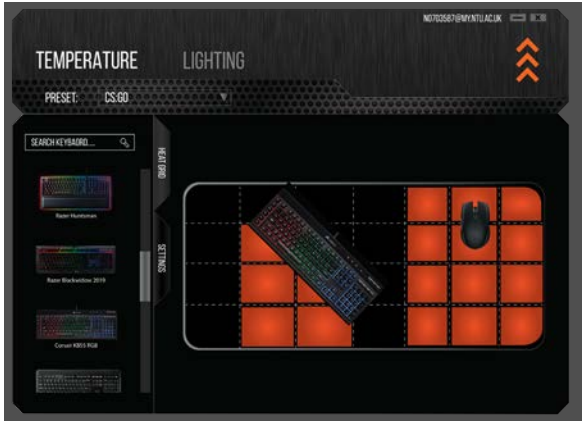 N0703587@MY.NTU.AC.UK
TEMPERATURE LIGHTING
PRESET: CS:GO
SEARCH KEYBAORD....
HEAT GRID
SETTINGS
Razer Huntsman
Razer Blackwidow 2019
Corsair KB55 RGB